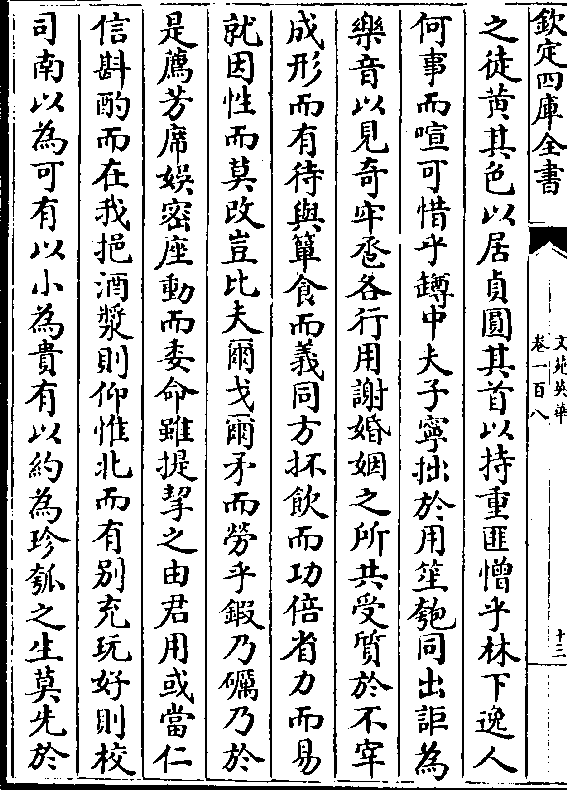 欽定四庫全書
文苑英華
卷一百八
十三
之徒黄其色以居貞圓其首以持重匪憎乎林下逸人
何事而喧可惜乎罇中夫子寧拙於用笙匏同出詎為
樂音以見奇牢巹各行用謝婚姻之所共受質於不宰
成形而有待與簞食而義同方抔飲而功倍省力而易
就因性而莫改豈比夫爾戈爾矛而勞乎鍜乃礪乃於
是薦芳席娛密座動而委命雖提挈之由君用或當仁
信斟酌而在我挹酒漿則仰惟北而有别充玩好則校
司南以為可有以小為貴有以約為珍瓠之生莫先於